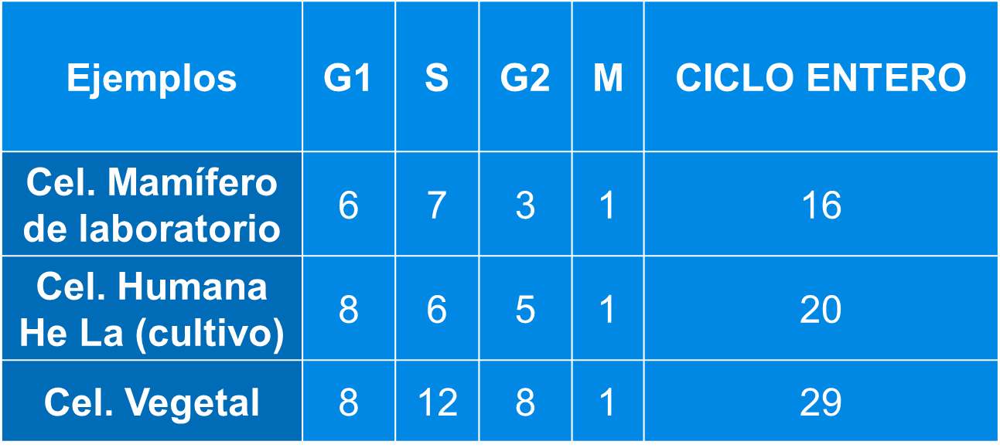 Ejemplos G1 S G2 M CICLO ENTERO
Cel. Mamífero
de laboratorio 6 7 3 1 16
Cel. Humana
He La (cultivo) 8 6 5 1 20
Cel. Vegetal 8 12 8 1 29